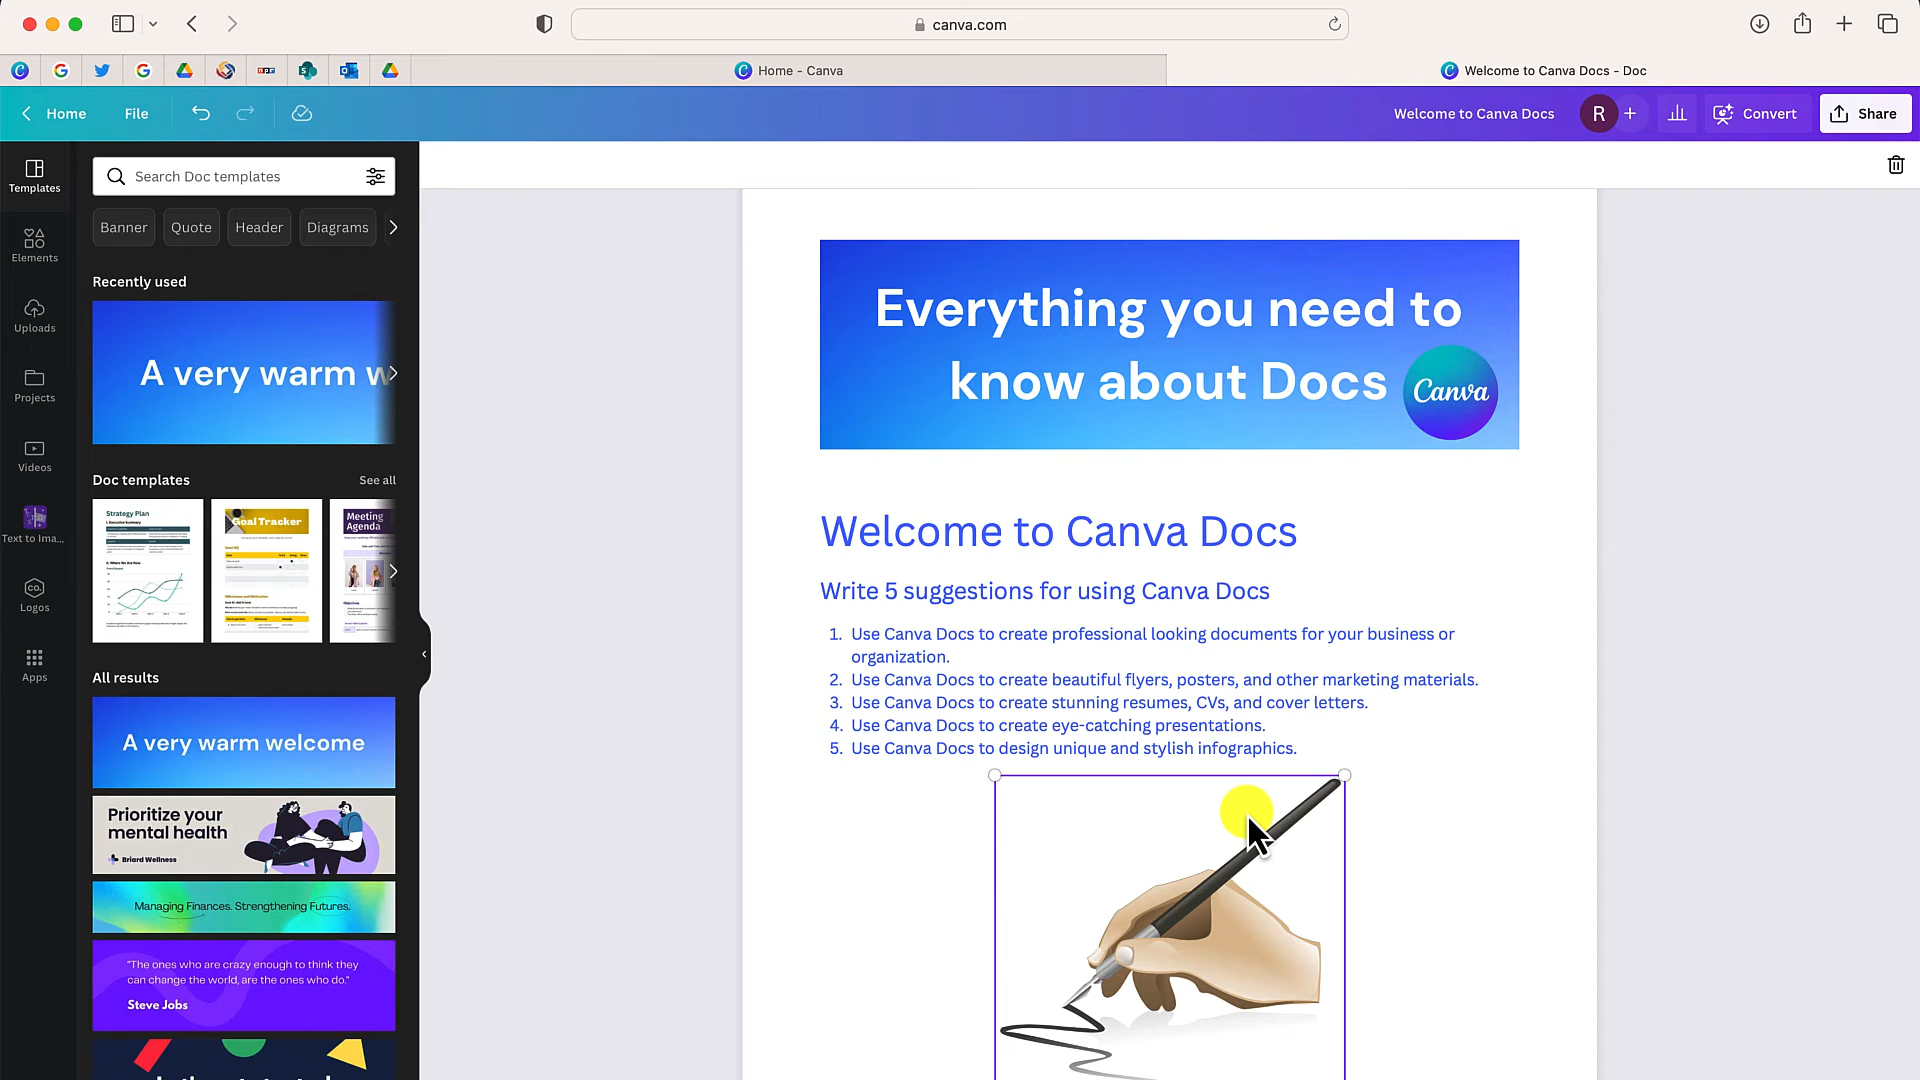 canva.com
npr
Home - Canva
Welcome to Canva Docs - Doc
Home
File
Welcome to Canva Docs
R
Convert
Share
Templates
Elements
Uploads
Projects
Videos
Text to Ima...
Logos
Apps
Search Doc templates
Banner
Quote
Header
Diagrams
Recently used
A very warm w
Doc templates
See all
Strategy Plan
Goal Tracker
Meeting
Agenda
All results
A very warm welcome
Prioritize your
mental health
Briard Wellness
Managing Finances. Strengthening Futures.
"The ones who are crazy enough to think they
can change the world, are the ones who do."
Steve Jobs
Everything you need to
know about Docs
Canva
Welcome to Canva Docs
Write 5 suggestions for using Canva Docs
1. Use Canva Docs to create professional looking documents for your business or
organization.
2. Use Canva Docs to create beautiful flyers, posters, and other marketing materials.
3. Use Canva Docs to create stunning resumes, CVs, and cover letters.
4. Use Canva Docs to create eye-catching presentations.
5. Use Canva Docs to design unique and stylish infographics.